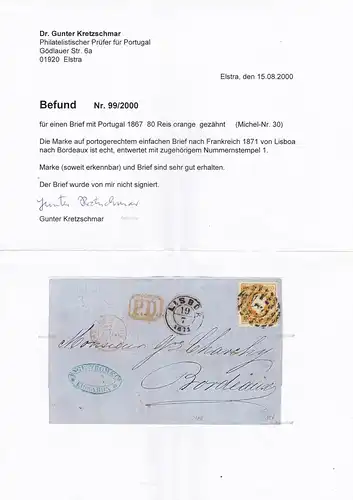 Dr. Gunter Kretzschmar
Philatelistischer Prüfer für Portugal
Gödlauer Str. 6a
01920 Elstra
Elstra, den 15.08.2000
Befund Nr. 99/2000
für einen Brief mit Portugal 1867 80 Reis orange gezähnt (Michel-Nr. 30)
Die Marke auf portogerechtem einfachen Brief nach Frankreich 1871 von Lisboa
nach Bordeaux ist echt, entwertet mit zugehörigem Nummernstempel 1.
Marke (soweit erkennbar) und Brief sind sehr gut erhalten.
Der Brief wurde von mir nicht signiert.
Gunter Kretzschmar
Gunter Kretzschmar
P.D.
LISBOA
19
1871
Monsieur
Bordeaux